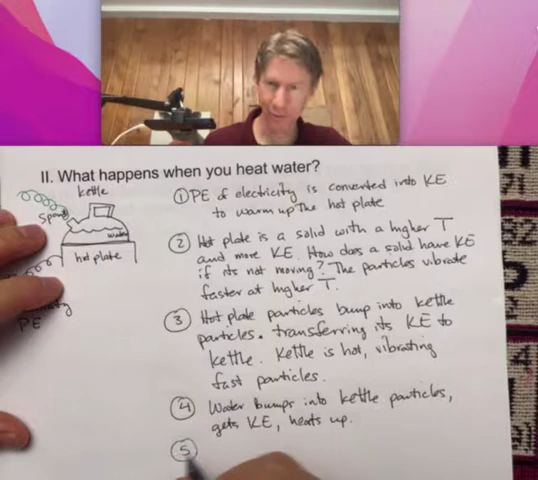 II. What happens when you heat water?
kettle
water
hot plate
PE
① PE of electricity is converted into KE
to warm up the hot plate
② Hot plate is a solid with a higher T
and more KE. How does a solid have KE
if its not moving? The particles vibrate
faster at higher T.
③ Hot plate particles bump into kettle
particles. transferring its KE to
kettle. Kettle is hot, vibrating
fast particles.
④ Water bumps into kettle particles,
gets KE, heats up.
⑤